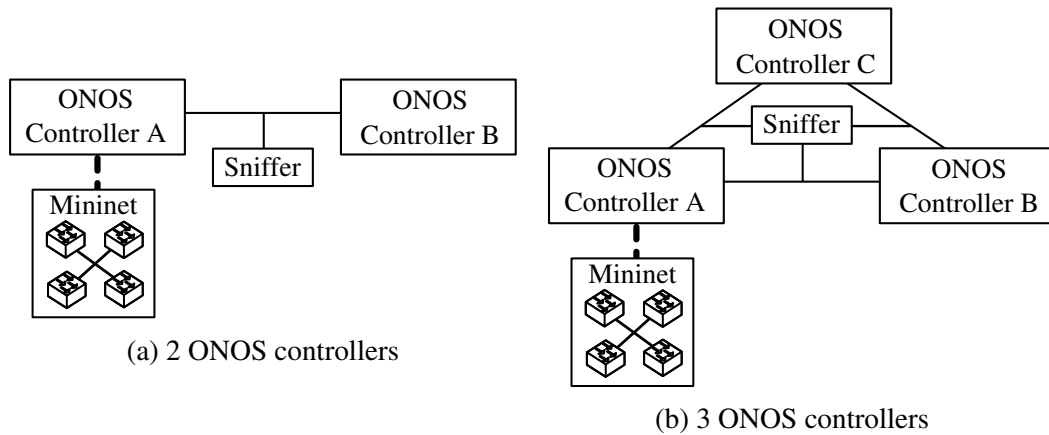 ONOS
Controller A
ONOS
Controller B
Sniffer
Mininet
(a) 2 ONOS controllers
ONOS
Controller C
Sniffer
ONOS
Controller A
ONOS
Controller B
Mininet
(b) 3 ONOS controllers